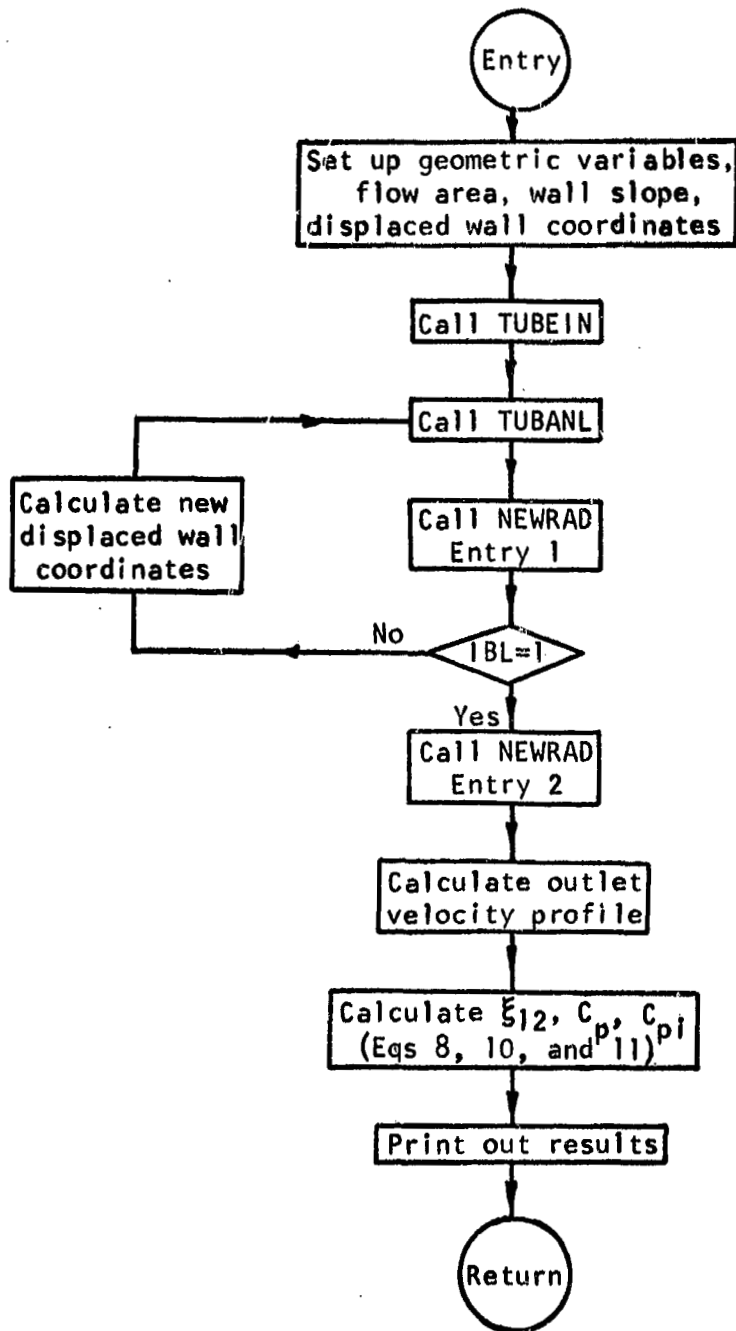 Entry
Set up geometric variables,
flow area, wall slope,
displaced wall coordinates
Call TUBEIN
Call TUBANL
Calculate new
displaced wall
coordinates
Call NEWRAD
Entry 1
No
IBL=1
Yes
Call NEWRAD
Entry 2
Calculate outlet
velocity profile
Calculate ξ12, Cp, Cpi
(Eqs 8, 10, and 11)
Print out results
Return